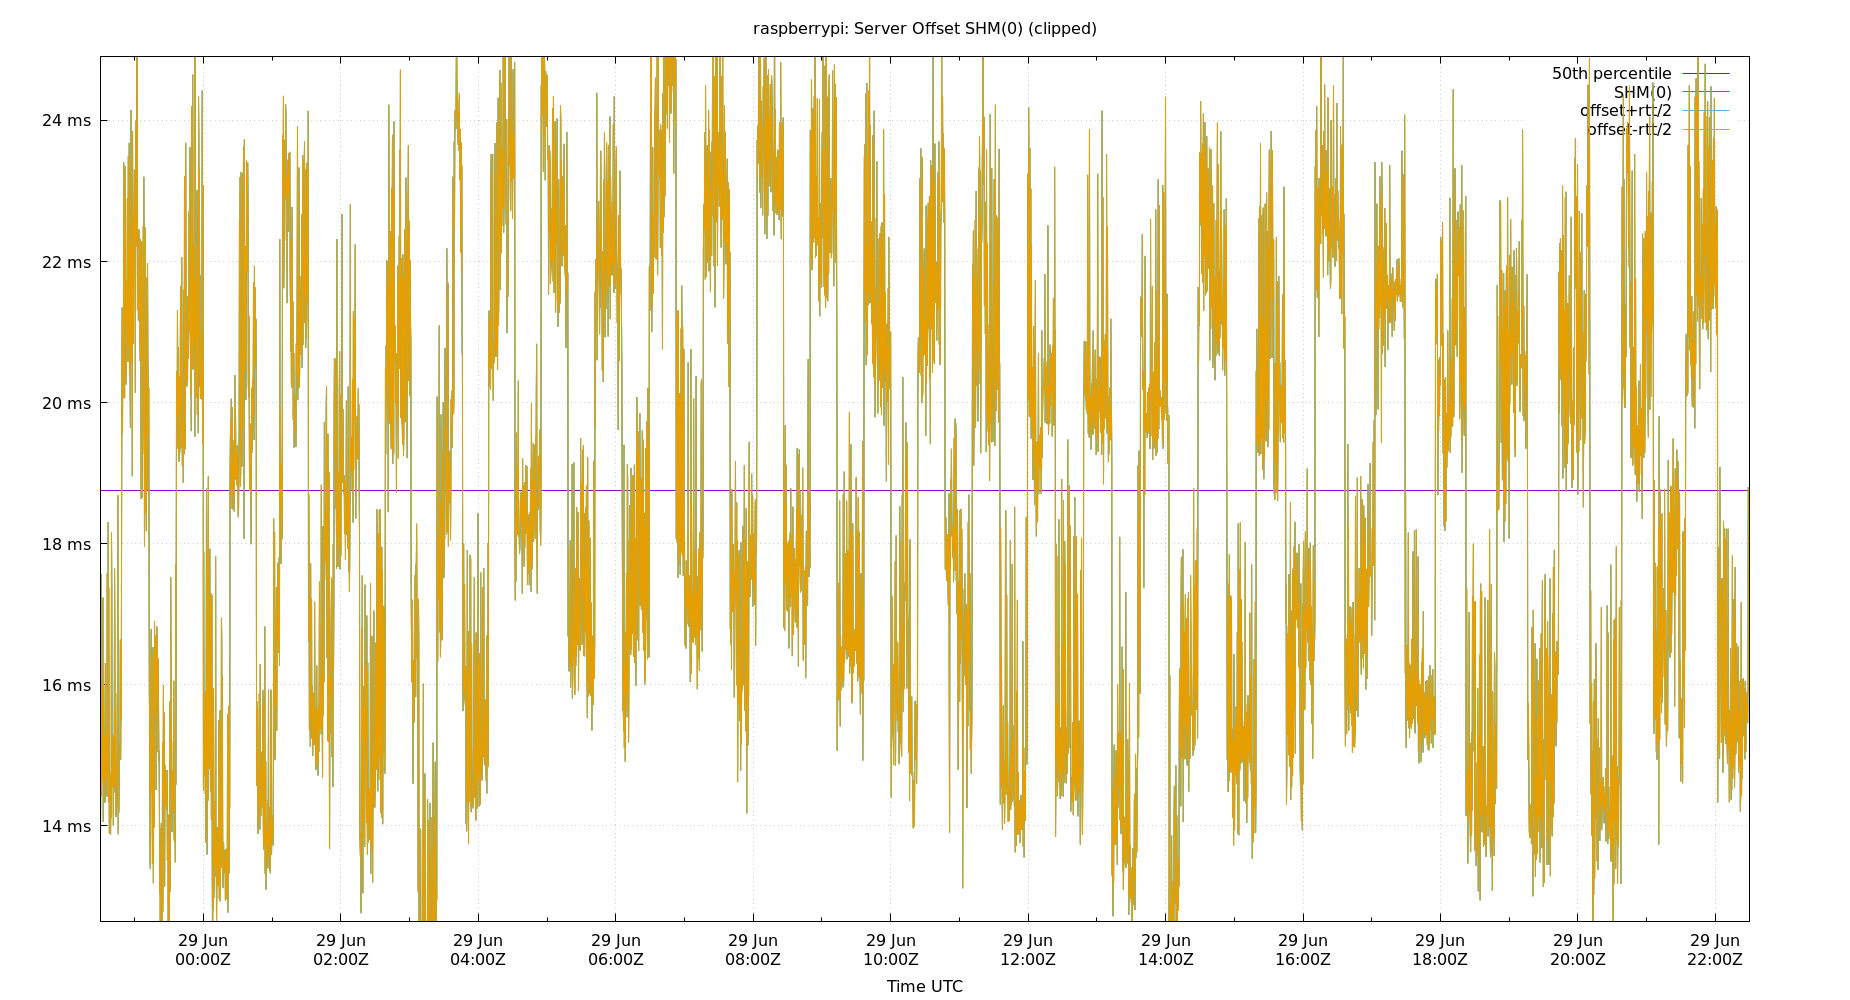 raspberrypi: Server Offset SHM(0) (clipped)
50th percentile
SHM(0)
offset+rtt/2
offset-rtt/2
24 ms
22 ms
20 ms
18 ms
16 ms
14 ms
29 Jun 29 Jun 29 Jun 29 Jun 29 Jun 29 Jun 29 Jun 29 Jun 29 Jun 29 Jun 29 Jun 29 Jun
00:00Z 02:00Z 04:00Z 06:00Z 08:00Z 10:00Z 12:00Z 14:00Z 16:00Z 18:00Z 20:00Z 22:00Z
Time UTC